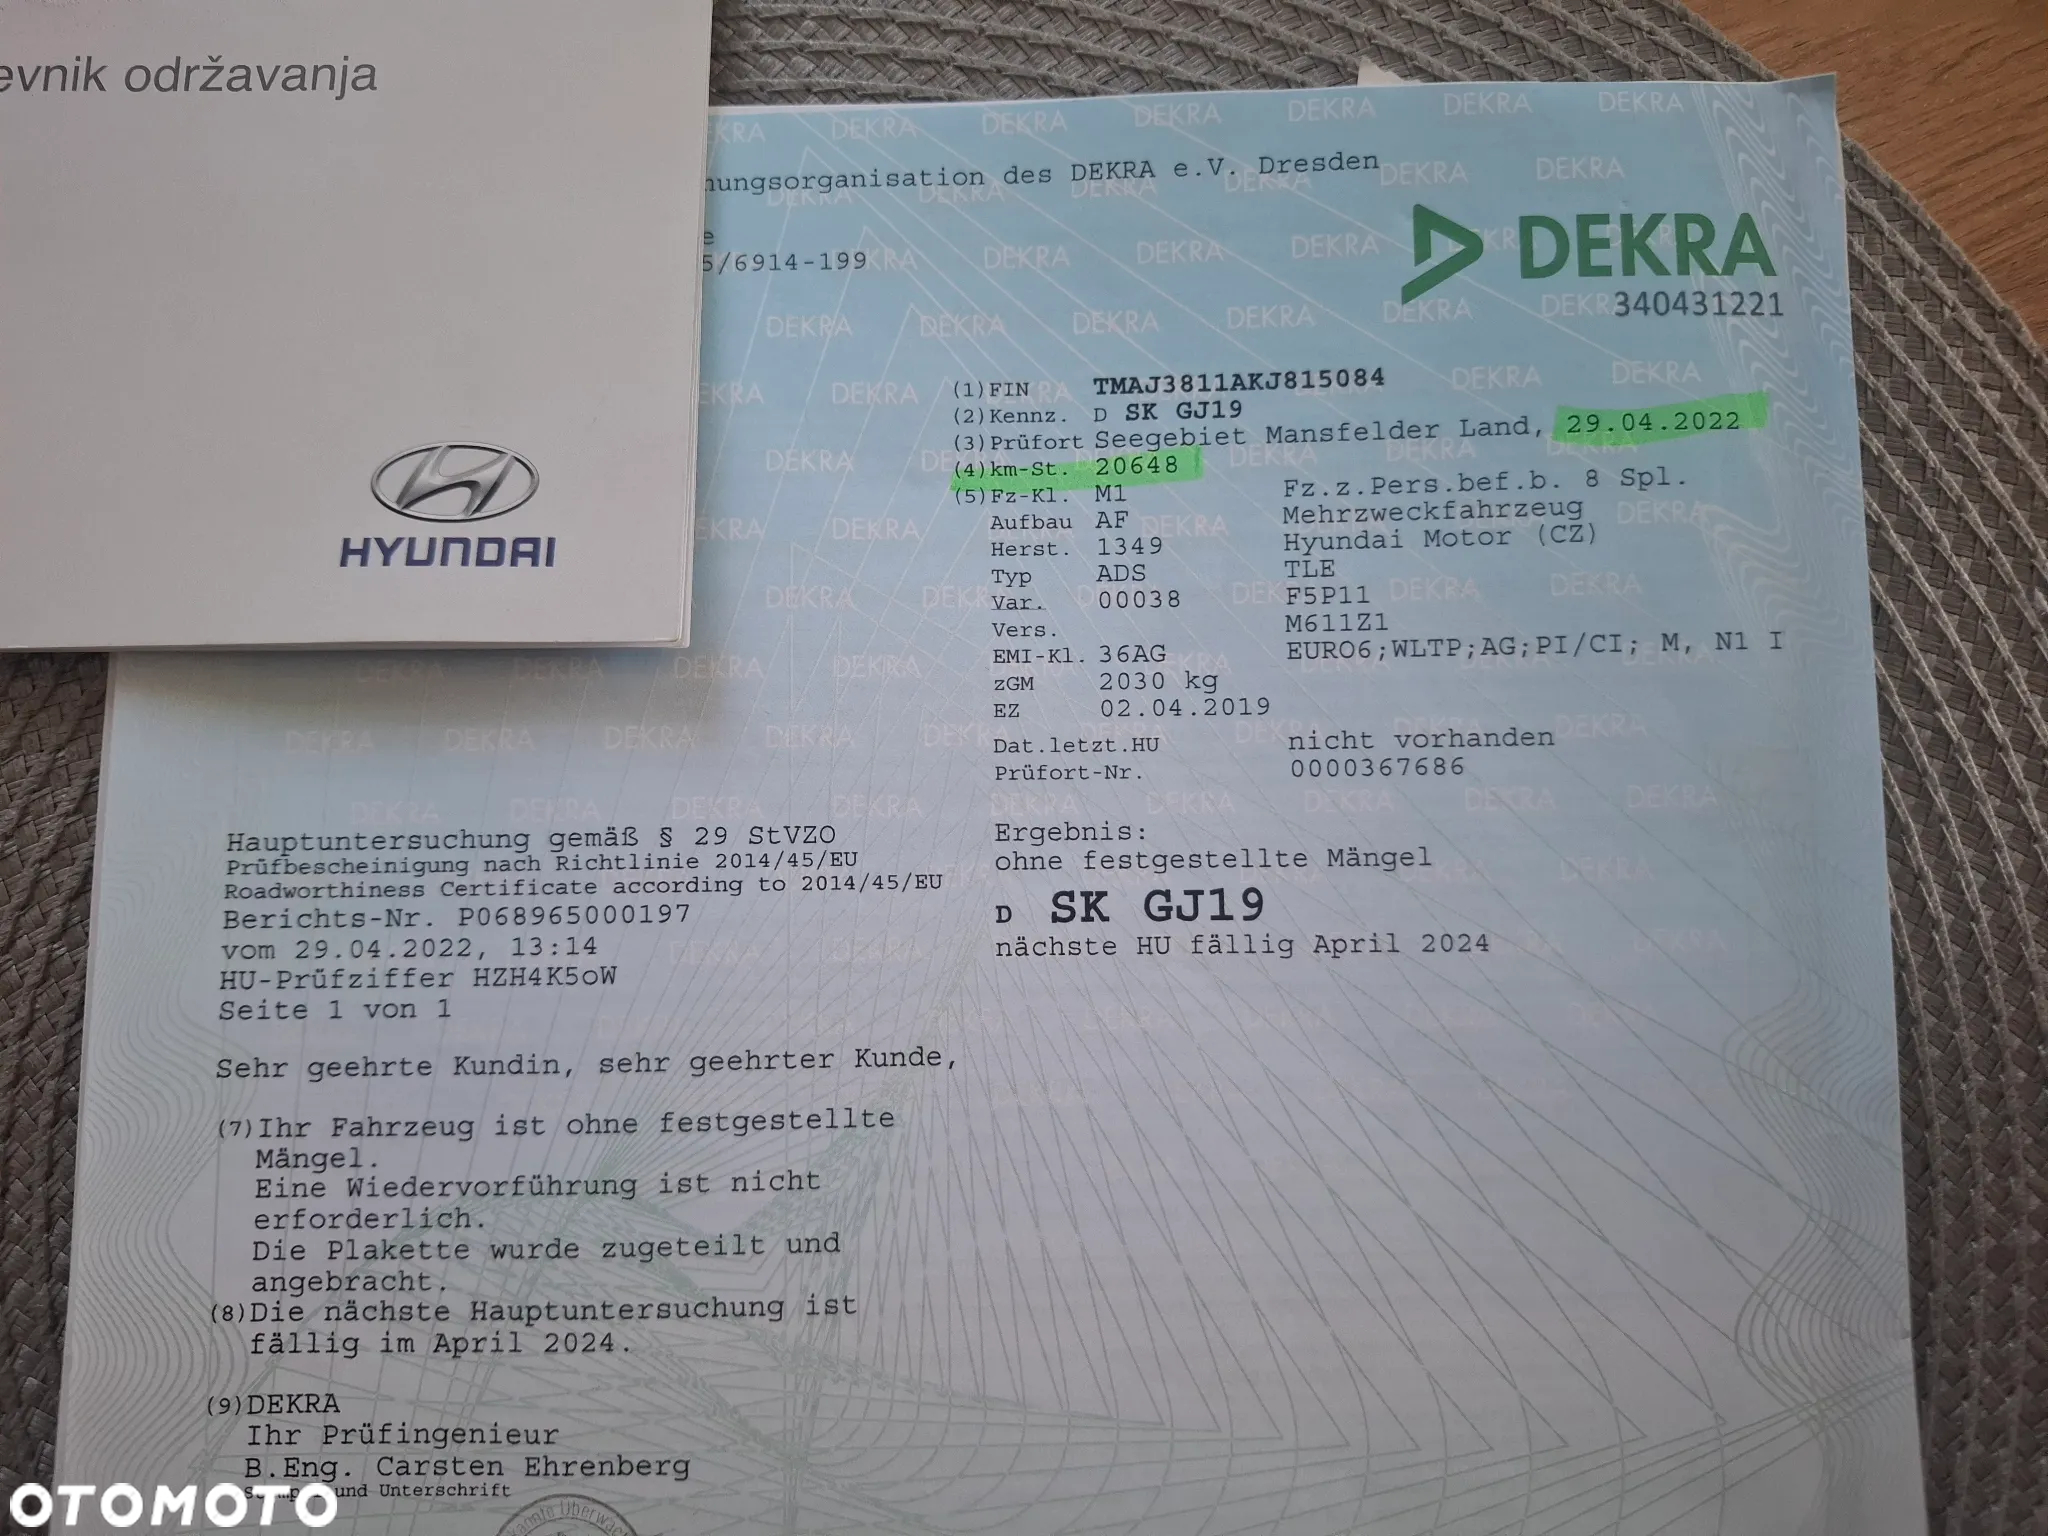 održavanja
HYUNDAI
des DEKRA e.V. Dresden
5/6914-199
DEKRA
340431221
(1)FIN TMAJ3811AKJ815084
(2)Kennz. D SK GJ19
(3)Prüfort Seegebiet Mansfelder Land, 29.04.2022
(4)km-St. 20648
(5)Fz-Kl. M1 Fz.z.Pers.bef.b. 8 Spl.
Aufbau AF Mehrzweckfahrzeug
Herst. 1349 Hyundai Motor (CZ)
Typ ADS TLE
Var. 00038 F5P11
Vers. M611Z1
EMI-Kl. 36AG EURO6;WLTP;AG;PI/CI; M, N1 I
zGM 2030 kg
EZ 02.04.2019
Dat.letzt.HU nicht vorhanden
Prüfort-Nr. 0000367686
Hauptuntersuchung gemäß § 29 StVZO
Prüfbescheinigung nach Richtlinie 2014/45/EU
Roadworthiness Certificate according to 2014/45/EU
Berichts-Nr. P068965000197
vom 29.04.2022, 13:14
HU-Prüfziffer HZH4K5oW
Seite 1 von 1
Ergebnis:
ohne festgestellte Mängel
D SK GJ19
nächste HU fällig April 2024
Sehr geehrte Kundin, sehr geehrter Kunde,
(7)Ihr Fahrzeug ist ohne festgestellte
Mängel.
Eine Wiedervorführung ist nicht
erforderlich.
Die Plakette wurde zugeteilt und
angebracht.
(8)Die nächste Hauptuntersuchung ist
fällig im April 2024.
(9)DEKRA
Ihr Prüfingenieur
B.Eng. Carsten Ehrenberg
und Unterschrift
OTOMOTO